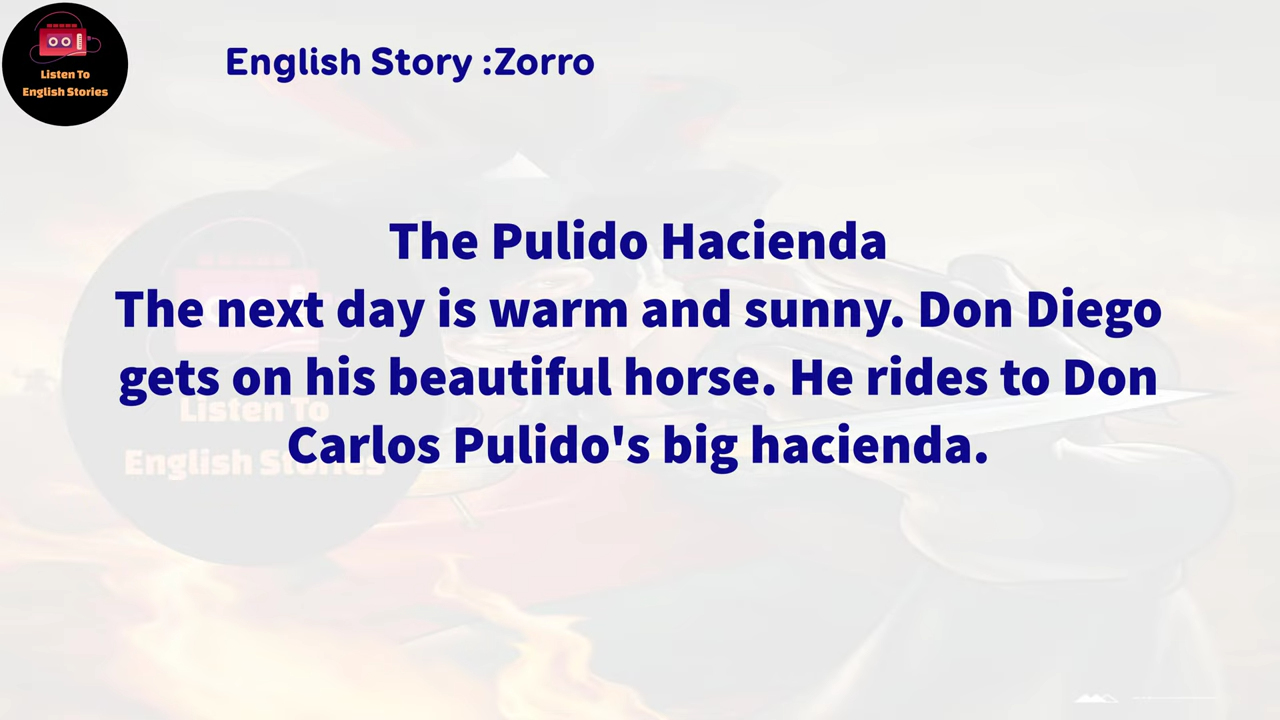 Listen To
English Stories
English Story :Zorro
The Pulido Hacienda
The next day is warm and sunny. Don Diego
gets on his beautiful horse. He rides to Don
Carlos Pulido's big hacienda.
Listen To
English Stories